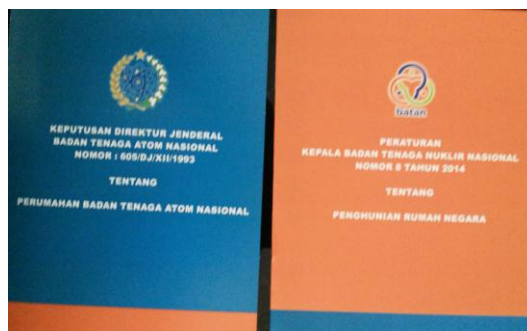 KEPUTUSAN DIREKTUR JENDERAL
BADAN TENAGA ATOM NASIONAL
NOMOR : 605/DJ/XII/1993
TENTANG
PERUMAHAN BADAN TENAGA ATOM NASIONAL
batan
PERATURAN
KEPALA BADAN TENAGA NUKLIR NASIONAL
NOMOR 8 TAHUN 2014
TENTANG
PENGHUNIAN RUMAH NEGARA